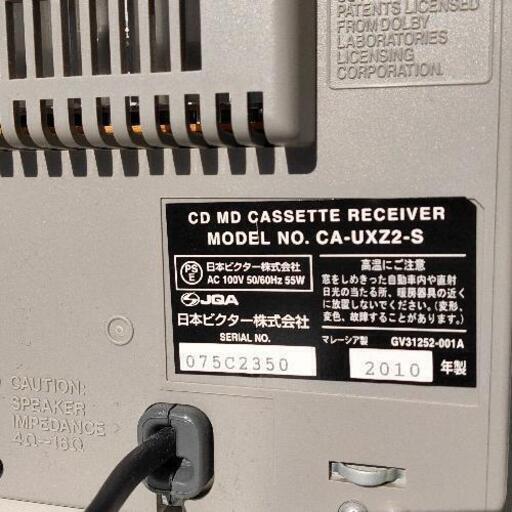 PATENTS LICENSED
FROM DOLBY
LABORATORIES
LICENSING
CORPORATION.
CD MD CASSETTE RECEIVER
MODEL NO. CA-UXZ2-S
PSE
日本ビクター株式会社
AC 100V 50/60Hz 55W
JQA
日本ビクター株式会社
SERIAL NO.
075C2350
高温にご注意
窓をしめきった自動車内や直射
日光の当たる所、暖房器具の近く
に放置しないでください。（変形、
変色、故障することがあります。）
マレーシア製 GV31252-001A
2010 年製
CAUTION:
SPEAKER
IMPEDANCE
4Ω–16Ω